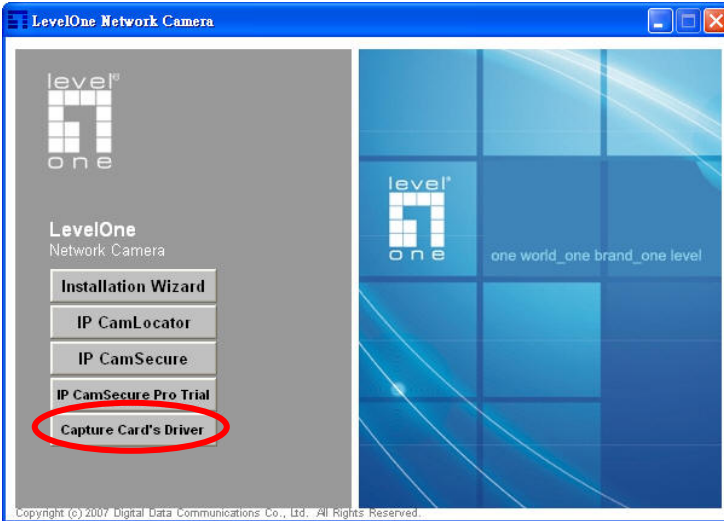 LevelOne Network Camera
level®
one
LevelOne
Network Camera
Installation Wizard
IP CamLocator
IP CamSecure
IP CamSecure Pro Trial
Capture Card's Driver
level®
one
one world_one brand_one level
Copyright (c) 2007 Digital Data Communications Co., Ltd. All Rights Reserved.